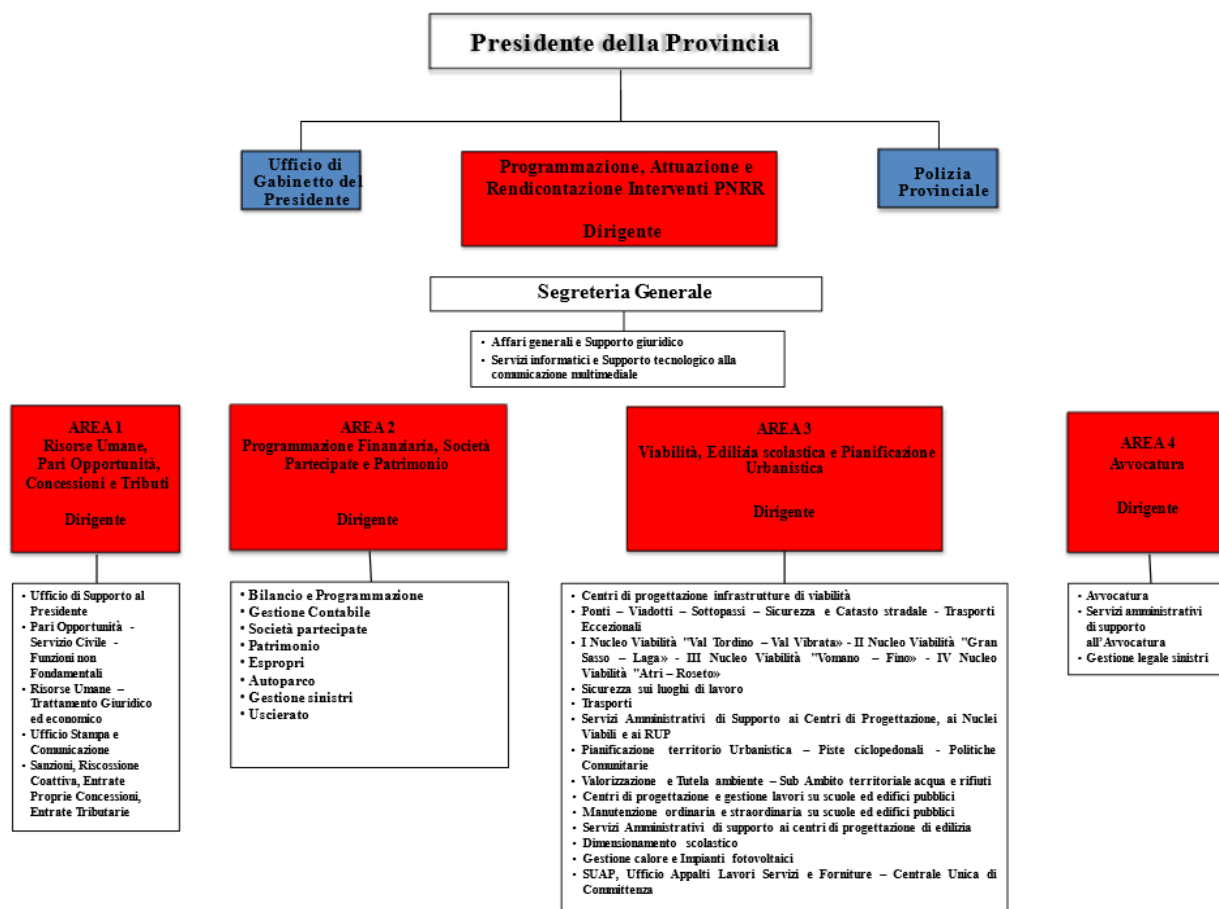 Presidente della Provincia
Ufficio di
Gabinetto del
Presidente
Programmazione, Attuazione e
Rendicontazione Interventi PNRR
Dirigente
Polizia
Provinciale
Segreteria Generale
• Affari generali e Supporto giuridico
• Servizi informatici e Supporto tecnologico alla
comunicazione multimediale
AREA 1
Risorse Umane,
Pari Opportunità,
Concessioni e Tributi
Dirigente
• Ufficio di Supporto al
Presidente
• Pari Opportunità -
Servizio Civile -
Funzioni non
Fondamentali
• Risorse Umane –
Trattamento Giuridico
ed economico
• Ufficio Stampa e
Comunicazione
• Sanzioni, Riscossione
Coattiva, Entrate
Proprie Concessioni,
Entrate Tributarie
AREA 2
Programmazione Finanziaria, Società
Partecipate e Patrimonio
Dirigente
• Bilancio e Programmazione
• Gestione Contabile
• Società partecipate
• Patrimonio
• Espropri
• Autoparco
• Gestione sinistri
• Uscierato
AREA 3
Viabilità, Edilizia scolastica e Pianificazione
Urbanistica
Dirigente
• Centri di progettazione infrastrutture di viabilità
• Ponti – Viadotti – Sottopassi – Sicurezza e Catasto stradale - Trasporti
Eccezionali
• I Nucleo Viabilità "Val Tordino – Val Vibrata» - II Nucleo Viabilità "Gran
Sasso – Laga» - III Nucleo Viabilità "Vomano – Fino» - IV Nucleo
Viabilità "Atri – Roseto»
• Sicurezza sui luoghi di lavoro
• Trasporti
• Servizi Amministrativi di Supporto ai Centri di Progettazione, ai Nuclei
Viabili e ai RUP
• Pianificazione territorio Urbanistica – Piste ciclopedonali - Politiche
Comunitarie
• Valorizzazione e Tutela ambiente – Sub Ambito territoriale acqua e rifiuti
• Centri di progettazione e gestione lavori su scuole ed edifici pubblici
• Manutenzione ordinaria e straordinaria su scuole ed edifici pubblici
• Servizi Amministrativi di supporto ai centri di progettazione di edilizia
• Dimensionamento scolastico
• Gestione calore e Impianti fotovoltaici
• SUAP, Ufficio Appalti Lavori Servizi e Forniture – Centrale Unica di
Committenza
AREA 4
Avvocatura
Dirigente
• Avvocatura
• Servizi amministrativi
di supporto
all'Avvocatura
• Gestione legale sinistri